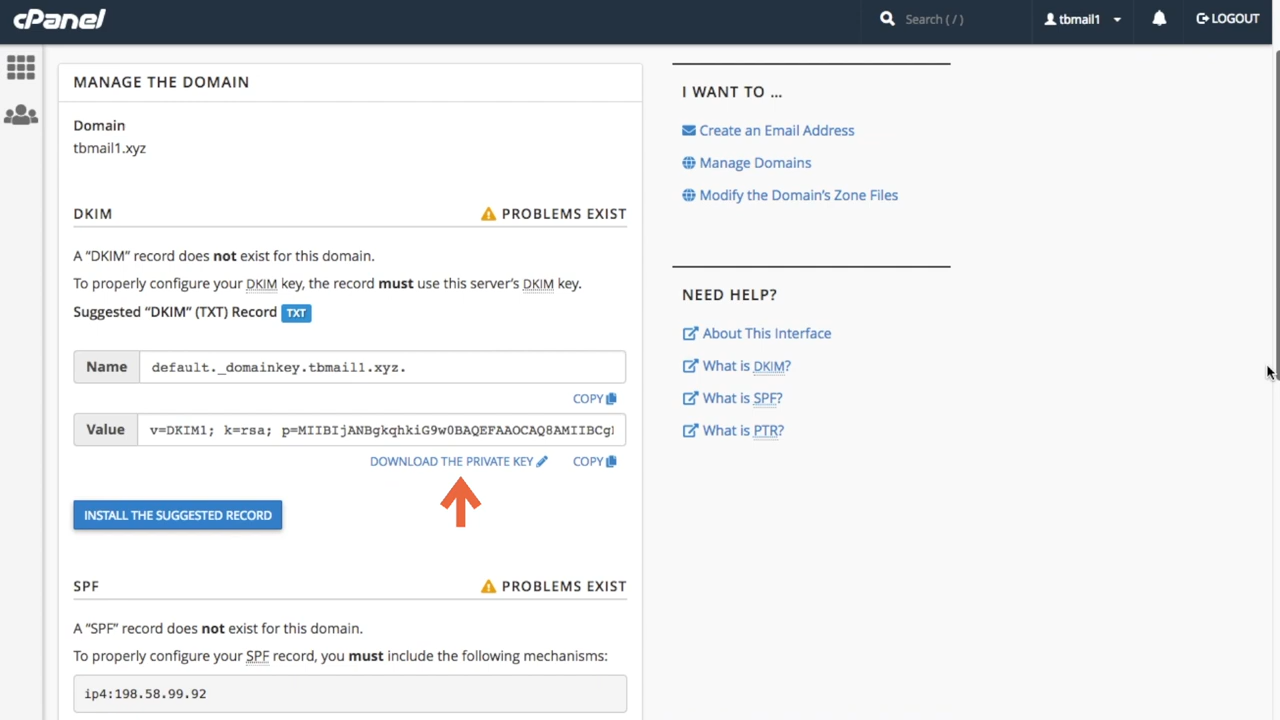 cPanel
Search ( / )
tbmail1
LOGOUT
MANAGE THE DOMAIN
Domain
tbmail1.xyz
DKIM
PROBLEMS EXIST
A “DKIM” record does not exist for this domain.
To properly configure your DKIM key, the record must use this server’s DKIM key.
Suggested “DKIM” (TXT) Record TXT
Name default._domainkey.tbmail1.xyz.
COPY
Value v=DKIM1; k=rsa; p=MIIBIjANBgkqhkiG9w0BAQEFAAOCAQ8AMIIBCg
DOWNLOAD THE PRIVATE KEY COPY
INSTALL THE SUGGESTED RECORD
SPF
PROBLEMS EXIST
A “SPF” record does not exist for this domain.
To properly configure your SPF record, you must include the following mechanisms:
ip4:198.58.99.92
I WANT TO ...
Create an Email Address
Manage Domains
Modify the Domain’s Zone Files
NEED HELP?
About This Interface
What is DKIM?
What is SPF?
What is PTR?